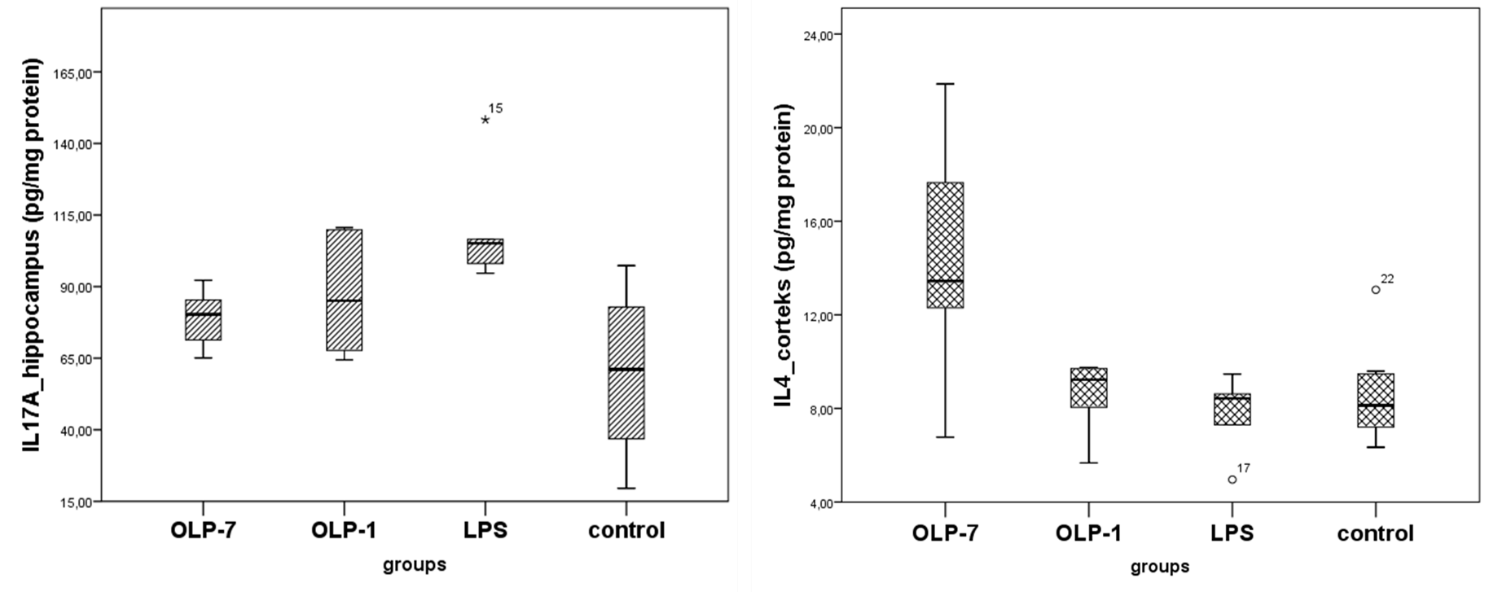 IL17A_hippocampus (pg/mg protein)
165,00
140,00
115,00
90,00
65,00
40,00
15,00
15
*
OLP-7 OLP-1 LPS control
groups
IL4_corteks (pg/mg protein)
24,00
20,00
16,00
12,00
8,00
4,00
22
17
OLP-7 OLP-1 LPS control
groups